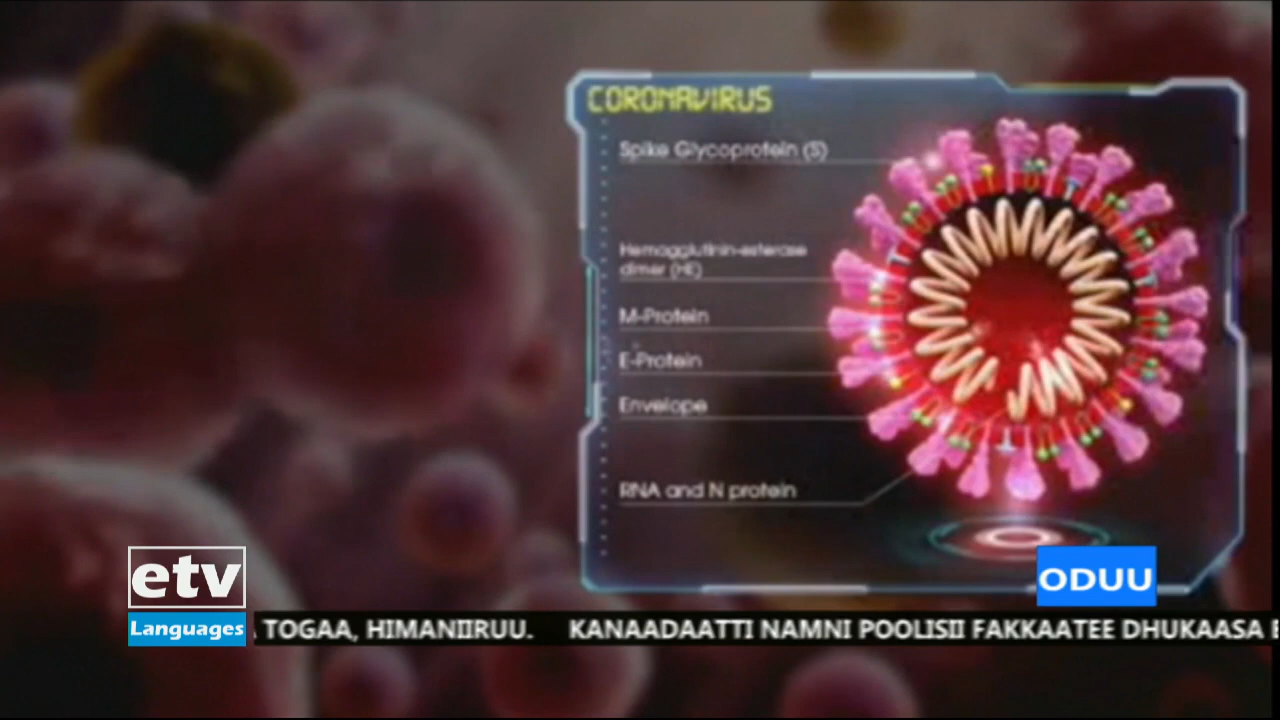 CORONAVIRUS
Spike Glycoprotein (S)
Hemagglutinin-esterase
dimer (HE)
M-Protein
E-Protein
Envelope
RNA and N protein
etv
Languages
ODUU
TOGAA, HIMANIIRUU. KANAADAATTI NAMNI POOLISII FAKKAATEE DHUKAASA